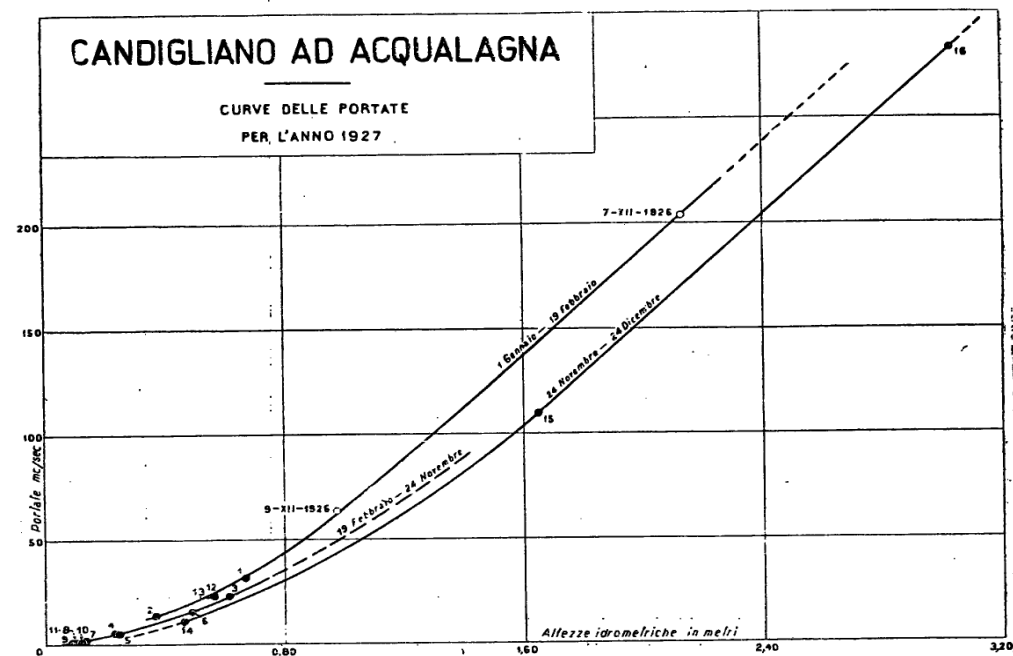 CANDIGLIANO AD ACQUALAGNA
CURVE DELLE PORTATE
PER L'ANNO 1927
16
7-XII-1926
200
1 Gennaio – 19 Febbraio
24 Novembre – 24 Dicembre
150
15
100
Portate mc/sec
19 Febbraio – 24 Novembre
9-XII-1926
50
1
13 12
3
2
6
14
4
5
11-8-10
9
7
Altezze idrometriche in metri
0
0,80
1,60
2,40
3,20